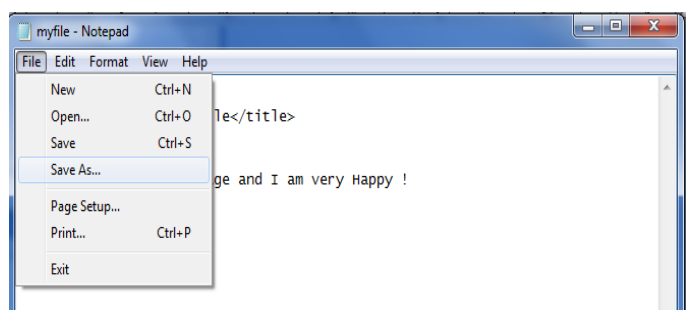 myfile - Notepad
File Edit Format View Help
New Ctrl+N
Open... Ctrl+O
le</title>
Save Ctrl+S
Save As...
ge and I am very Happy !
Page Setup...
Print... Ctrl+P
Exit